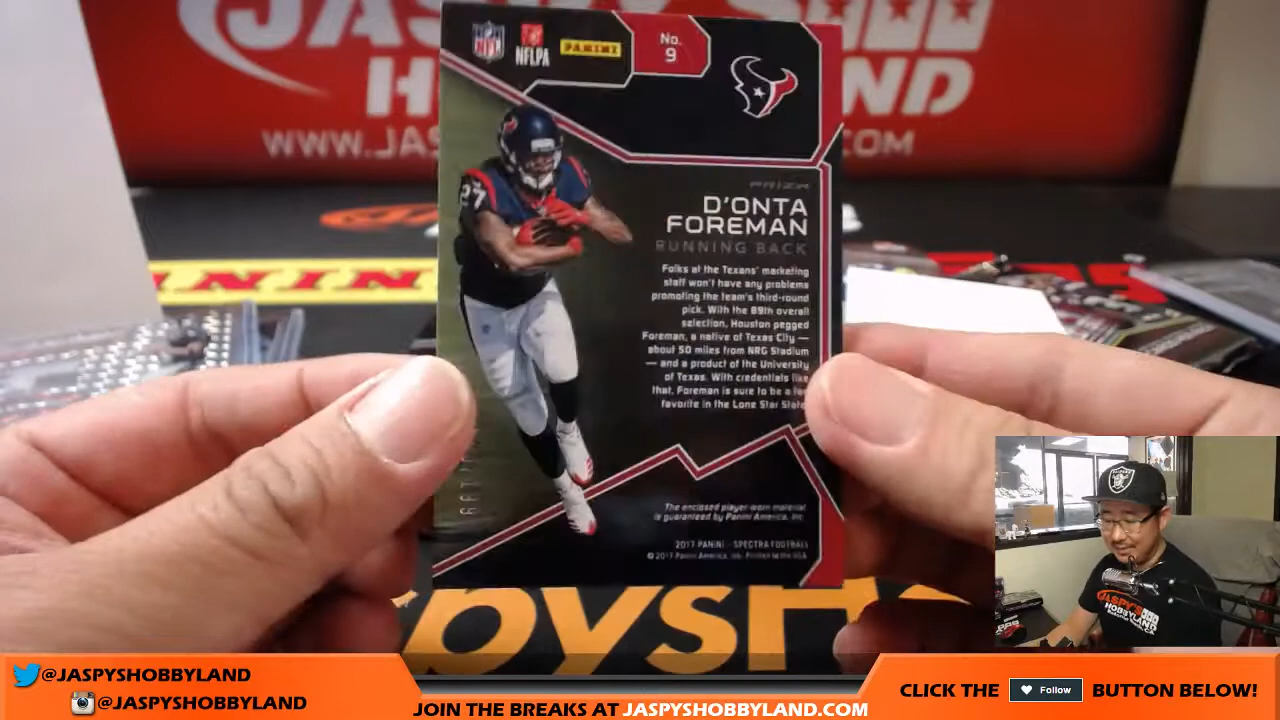 JASPY'S
HOBBYLAND
WWW.JAS
COM
NFL
NFLPA
PANINI
No.
9
27
PRIZM
D'ONTA
FOREMAN
RUNNING BACK
Folks at the Texans' marketing
staff won't have any problems
promoting the team's third-round
pick. With the 89th overall
selection, Houston pegged
Foreman, a native of Texas City —
about 50 miles from NRG Stadium
— and a product of the University
of Texas. With credentials like
that, Foreman is sure to be a fan
favorite in the Lone Star State
The enclosed player-worn material
is guaranteed by Panini America, Inc.
2017 PANINI - SPECTRA FOOTBALL
© 2017 Panini America, Inc. Printed in the USA
JASPY'S
HOBBYLAND
@JASPYSHOBBYLAND
@JASPYSHOBBYLAND
JOIN THE BREAKS AT JASPYSHOBBYLAND.COM
CLICK THE Follow BUTTON BELOW!